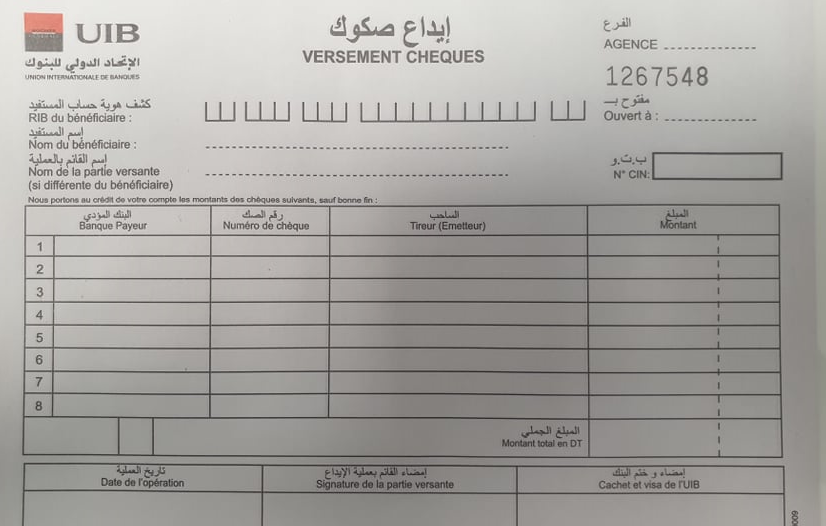 UIB
الإتحاد الدولي للبنوك
UNION INTERNATIONALE DE BANQUES
إيداع صكوك
VERSEMENT CHEQUES
الفرع
AGENCE
1267548
مفتوح بـ
Ouvert à :
كشف هوية حساب المستفيد
RIB du bénéficiaire :
إسم المستفيد
Nom du bénéficiaire :
إسم القائم بالعملية
Nom de la partie versante
(si différente du bénéficiaire)
ب.ت.و
N° CIN:
Nous portons au crédit de votre compte les montants des chèques suivants, sauf bonne fin :
البنك المؤدي رقم الصك الساحب المبلغ
Banque Payeur Numéro de chèque Tireur (Emetteur) Montant
1
2
3
4
5
6
7
8
المبلغ الجملي
Montant total en DT
تاريخ العملية إمضاء القائم بعملية الإيداع إمضاء و ختم البنك
Date de l'opération Signature de la partie versante Cachet et visa de l'UIB